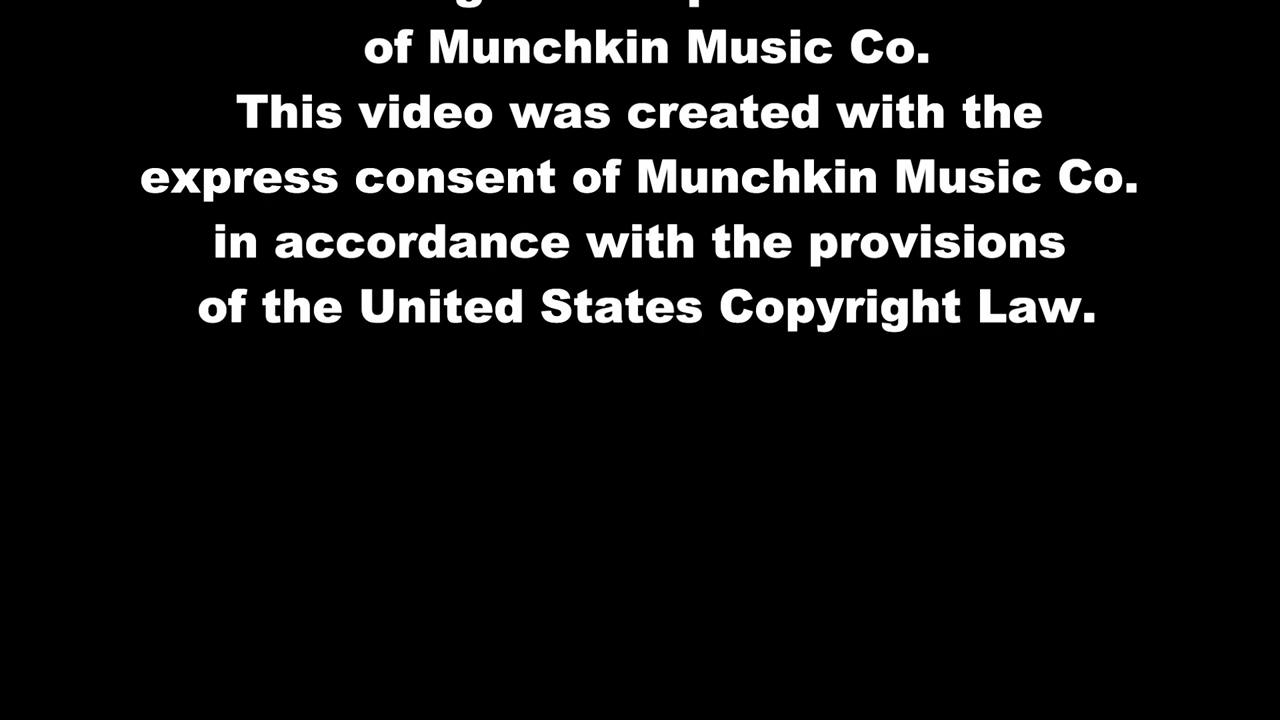 of Munchkin Music Co.
This video was created with the
express consent of Munchkin Music Co.
in accordance with the provisions
of the United States Copyright Law.